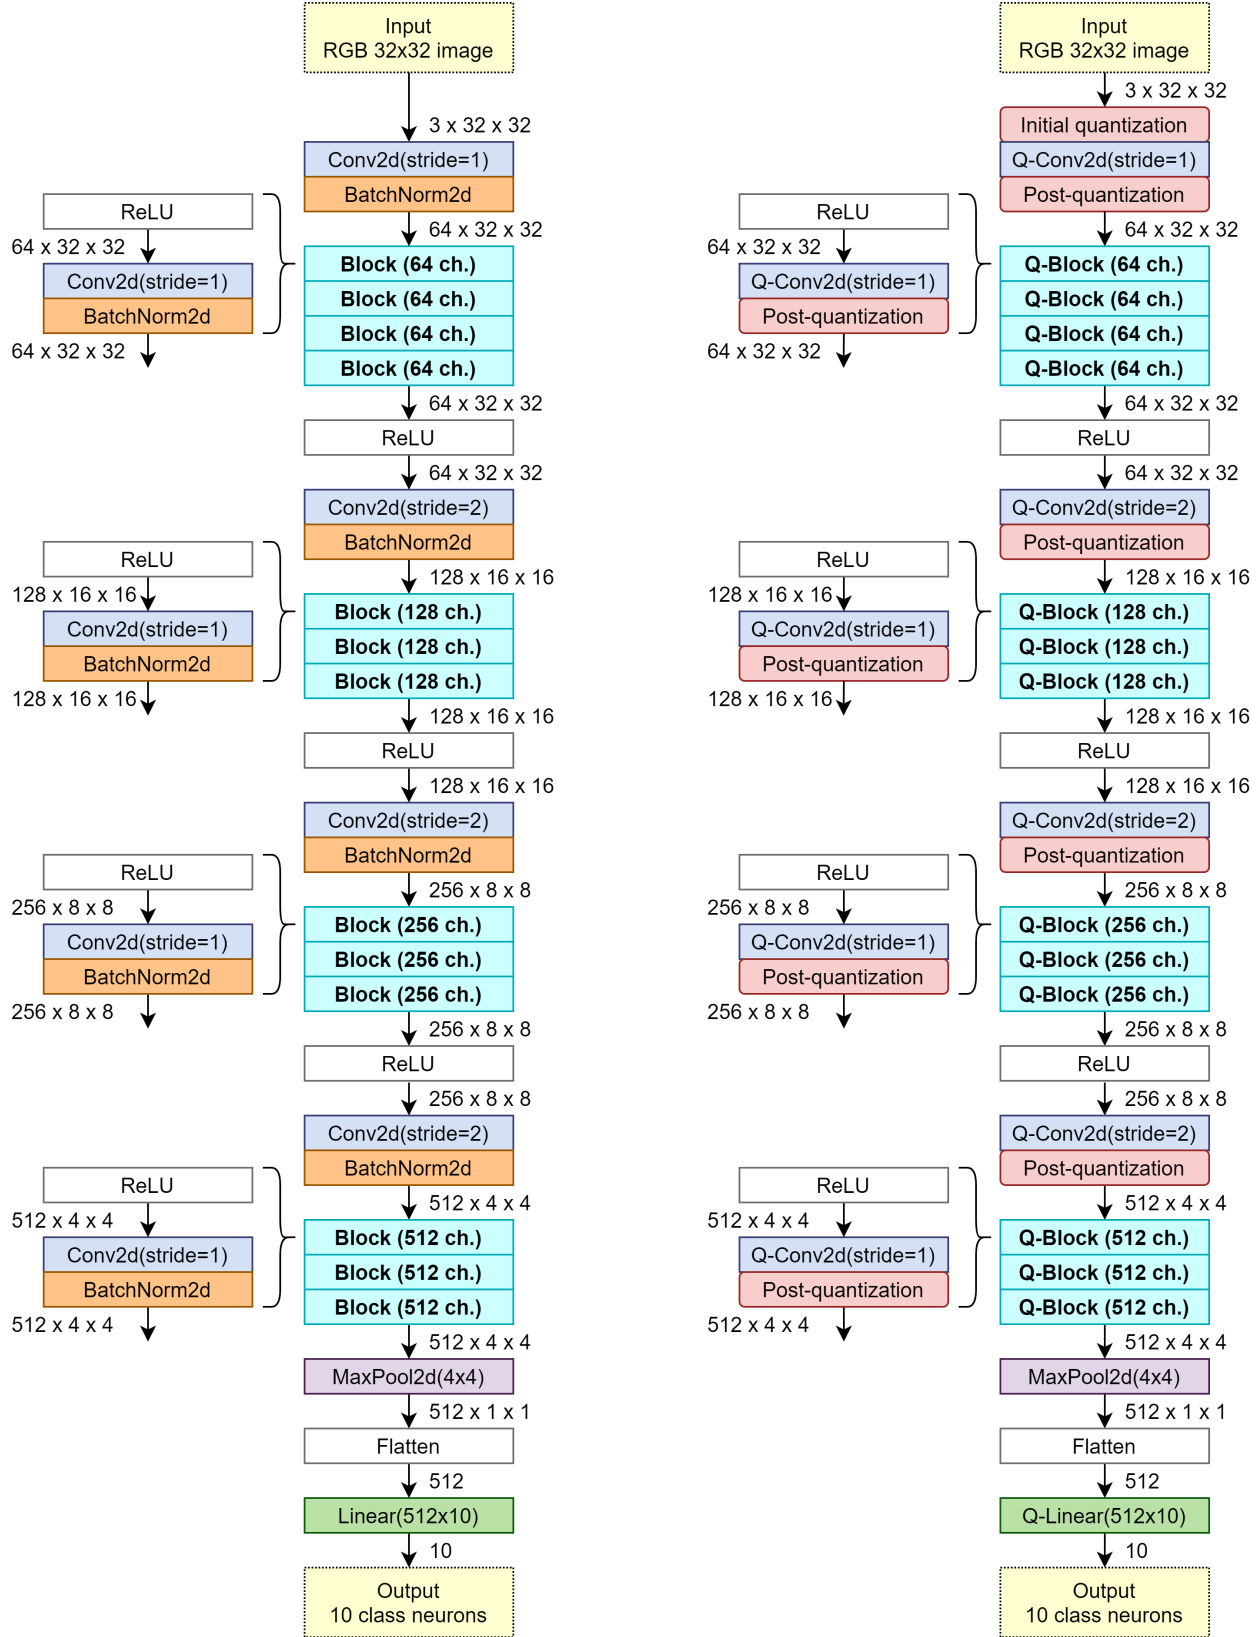 Input
RGB 32x32 image
3 x 32 x 32
Conv2d(stride=1)
BatchNorm2d
64 x 32 x 32
ReLU
64 x 32 x 32
Conv2d(stride=1)
BatchNorm2d
64 x 32 x 32
Block (64 ch.)
Block (64 ch.)
Block (64 ch.)
Block (64 ch.)
64 x 32 x 32
ReLU
64 x 32 x 32
Conv2d(stride=2)
BatchNorm2d
128 x 16 x 16
ReLU
128 x 16 x 16
Conv2d(stride=1)
BatchNorm2d
128 x 16 x 16
Block (128 ch.)
Block (128 ch.)
Block (128 ch.)
128 x 16 x 16
ReLU
128 x 16 x 16
Conv2d(stride=2)
BatchNorm2d
256 x 8 x 8
ReLU
256 x 8 x 8
Conv2d(stride=1)
BatchNorm2d
256 x 8 x 8
Block (256 ch.)
Block (256 ch.)
Block (256 ch.)
256 x 8 x 8
ReLU
256 x 8 x 8
Conv2d(stride=2)
BatchNorm2d
512 x 4 x 4
ReLU
512 x 4 x 4
Conv2d(stride=1)
BatchNorm2d
512 x 4 x 4
Block (512 ch.)
Block (512 ch.)
Block (512 ch.)
512 x 4 x 4
MaxPool2d(4x4)
512 x 1 x 1
Flatten
512
Linear(512x10)
10
Output
10 class neurons
Input
RGB 32x32 image
3 x 32 x 32
Initial quantization
Q-Conv2d(stride=1)
Post-quantization
64 x 32 x 32
ReLU
64 x 32 x 32
Q-Conv2d(stride=1)
Post-quantization
64 x 32 x 32
Q-Block (64 ch.)
Q-Block (64 ch.)
Q-Block (64 ch.)
Q-Block (64 ch.)
64 x 32 x 32
ReLU
64 x 32 x 32
Q-Conv2d(stride=2)
Post-quantization
128 x 16 x 16
ReLU
128 x 16 x 16
Q-Conv2d(stride=1)
Post-quantization
128 x 16 x 16
Q-Block (128 ch.)
Q-Block (128 ch.)
Q-Block (128 ch.)
128 x 16 x 16
ReLU
128 x 16 x 16
Q-Conv2d(stride=2)
Post-quantization
256 x 8 x 8
ReLU
256 x 8 x 8
Q-Conv2d(stride=1)
Post-quantization
256 x 8 x 8
Q-Block (256 ch.)
Q-Block (256 ch.)
Q-Block (256 ch.)
256 x 8 x 8
ReLU
256 x 8 x 8
Q-Conv2d(stride=2)
Post-quantization
512 x 4 x 4
ReLU
512 x 4 x 4
Q-Conv2d(stride=1)
Post-quantization
512 x 4 x 4
Q-Block (512 ch.)
Q-Block (512 ch.)
Q-Block (512 ch.)
512 x 4 x 4
MaxPool2d(4x4)
512 x 1 x 1
Flatten
512
Q-Linear(512x10)
10
Output
10 class neurons